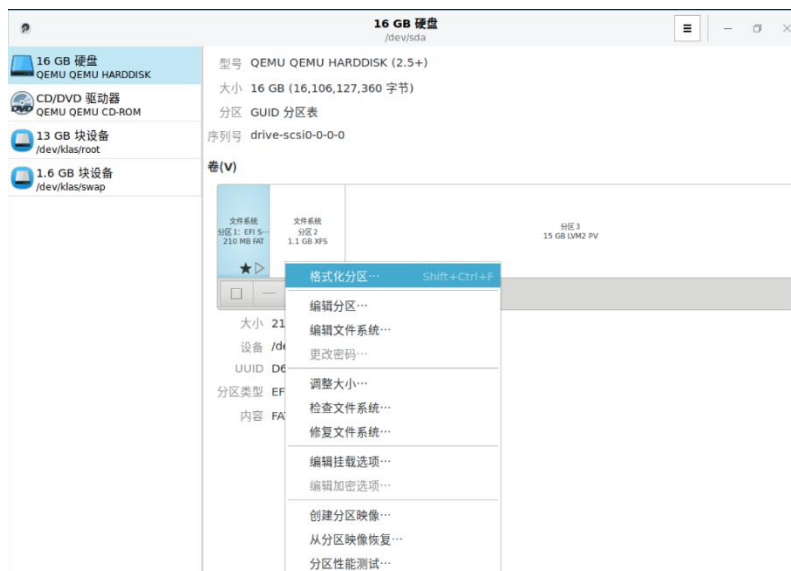 16 GB 硬盘
/dev/sda
16 GB 硬盘
QEMU QEMU HARDDISK
CD/DVD 驱动器
QEMU QEMU CD-ROM
13 GB 块设备
/dev/klas/root
1.6 GB 块设备
/dev/klas/swap
型号 QEMU QEMU HARDDISK (2.5+)
大小 16 GB (16,106,127,360 字节)
分区 GUID 分区表
序列号 drive-scsi0-0-0-0
卷(V)
文件系统
分区 1: EFI S…
210 MB FAT
文件系统
分区 2
1.1 GB XFS
分区 3
15 GB LVM2 PV
大小 21
设备 /de
UUID D6
分区类型 EF
内容 FA
格式化分区… Shift+Ctrl+F
编辑分区…
编辑文件系统…
更改密码…
调整大小…
检查文件系统…
修复文件系统…
编辑挂载选项…
编辑加密选项…
创建分区映像…
从分区映像恢复…
分区性能测试…